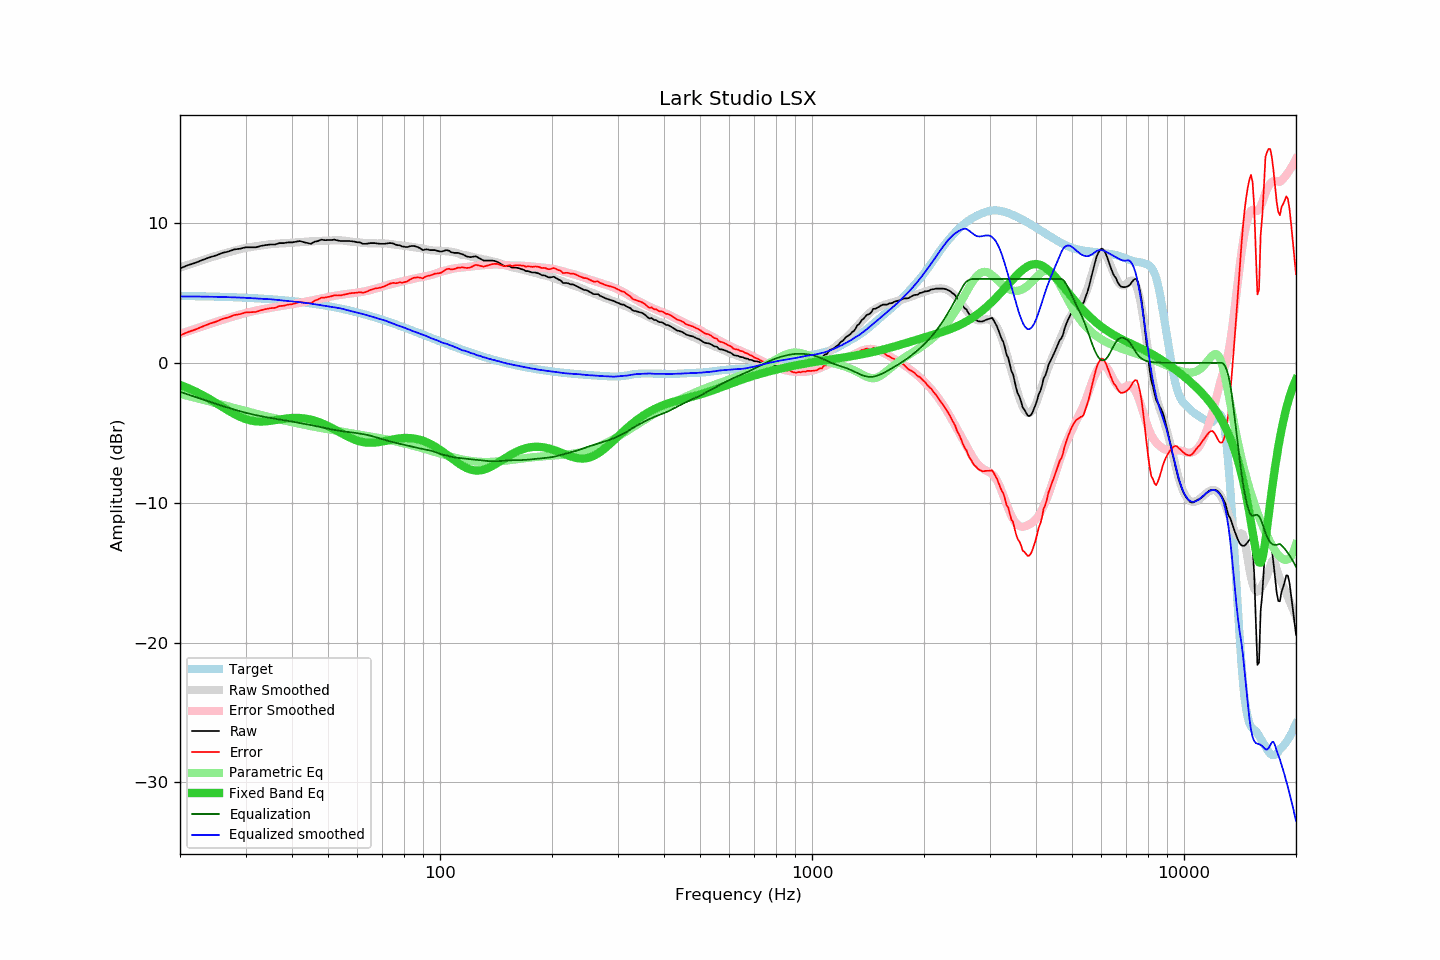 Lark Studio LSX
10
0
−10
−20
−30
Amplitude (dBr)
Target
Raw Smoothed
Error Smoothed
Raw
Error
Parametric Eq
Fixed Band Eq
Equalization
Equalized smoothed
100
1000
10000
Frequency (Hz)